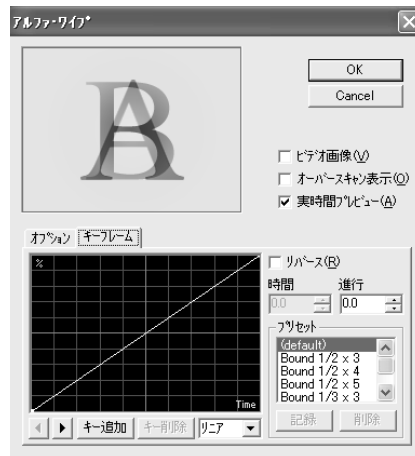 アルファーワイプ
B
A
OK
Cancel
ビデオ画像(V)
オーバースキャン表示(O)
実時間プレビュー(A)
オプション
キーフレーム
%
Time
キー追加
キー削除
リニア
リバース(R)
時間
進行
0.0
0.0
プリセット
(default)
Bound 1/2 x 3
Bound 1/2 x 4
Bound 1/2 x 5
Bound 1/3 x 3
記録
削除